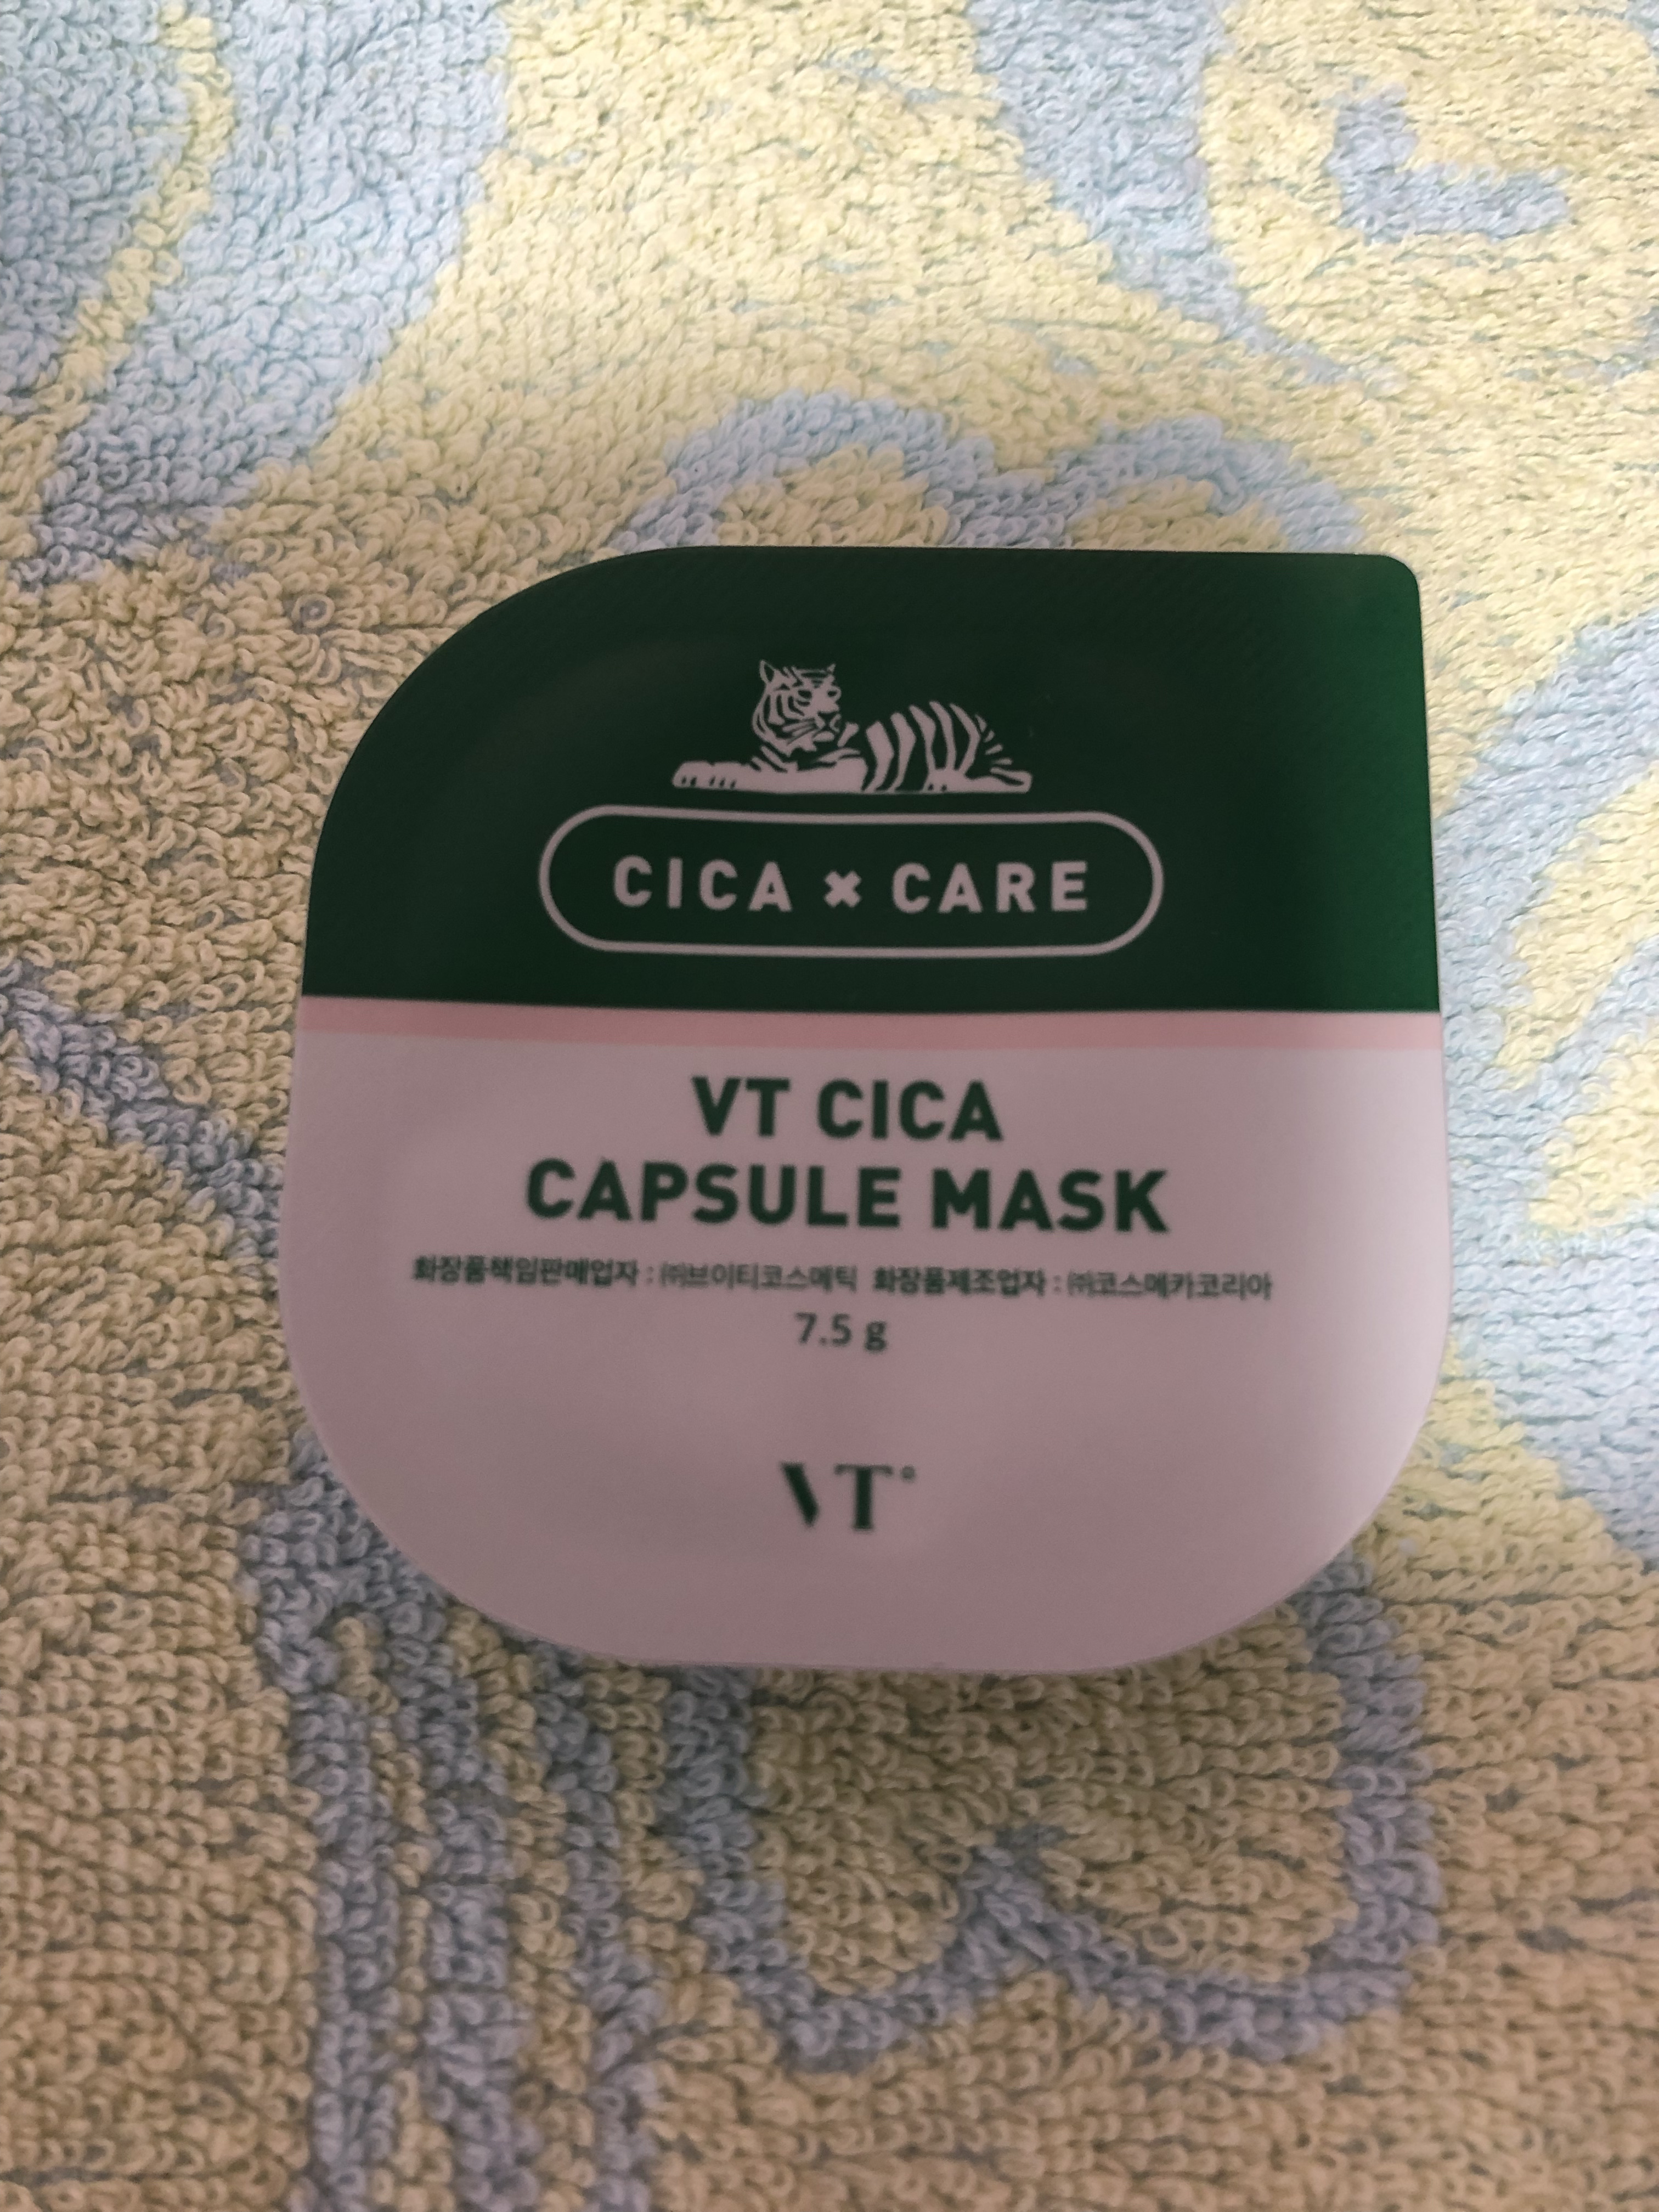 CICA × CARE
VT CICA
CAPSULE MASK
화장품책임판매업자 : ㈜브이티코스메틱 화장품제조업자 : ㈜코스메카코리아
7.5 g
VT